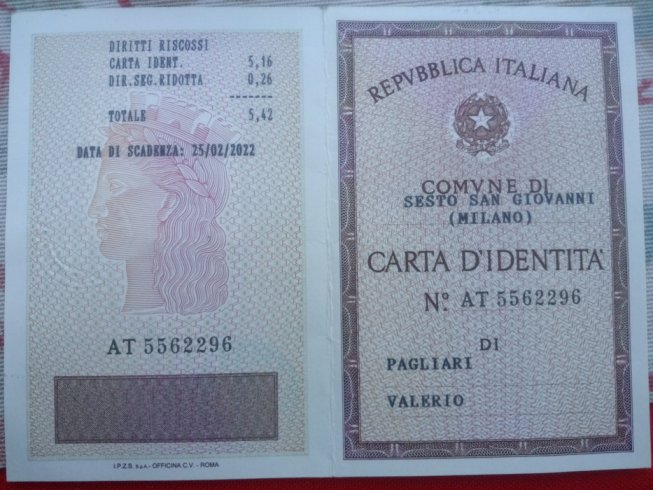 DIRITTI RISCOSSI
CARTA IDENT. 5,16
DIR.SEG.RIDOTTA 0,26
-------
TOTALE 5,42
DATA DI SCADENZA: 25/02/2022
AT 5562296
I.P.Z.S. S.p.A. - OFFICINA C.V. - ROMA
REPVBBLICA ITALIANA
COMVNE DI
SESTO SAN GIOVANNI
(MILANO)
CARTA D'IDENTITA'
N.º AT 5562296
DI
PAGLIARI
VALERIO